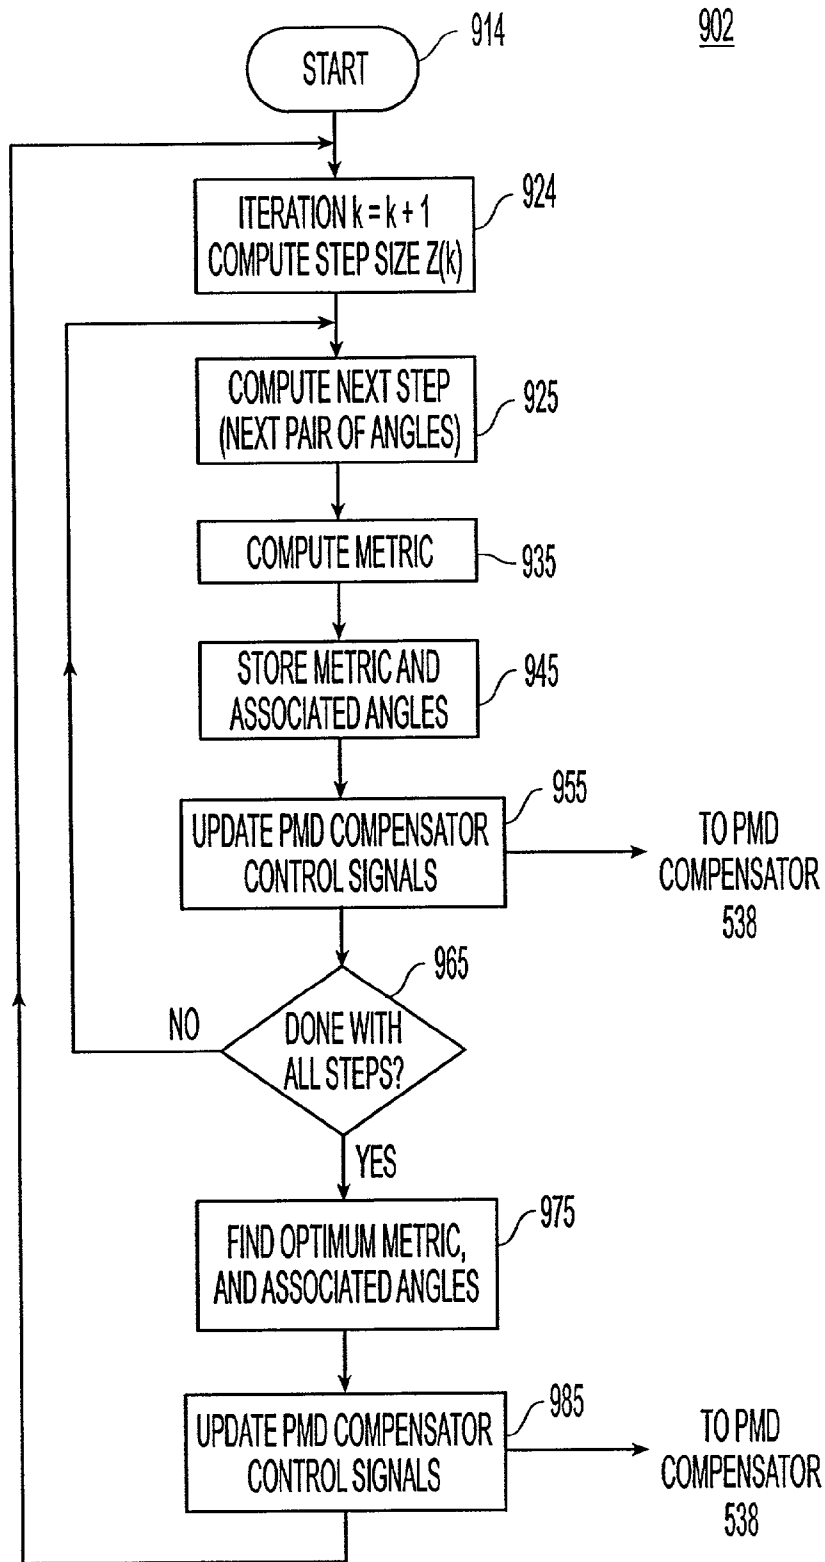 902
START
914
ITERATION k = k + 1
COMPUTE STEP SIZE Z(k)
924
COMPUTE NEXT STEP
(NEXT PAIR OF ANGLES)
925
COMPUTE METRIC
935
STORE METRIC AND
ASSOCIATED ANGLES
945
UPDATE PMD COMPENSATOR
CONTROL SIGNALS
955
TO PMD
COMPENSATOR
538
DONE WITH
ALL STEPS?
965
NO
YES
FIND OPTIMUM METRIC,
AND ASSOCIATED ANGLES
975
UPDATE PMD COMPENSATOR
CONTROL SIGNALS
985
TO PMD
COMPENSATOR
538